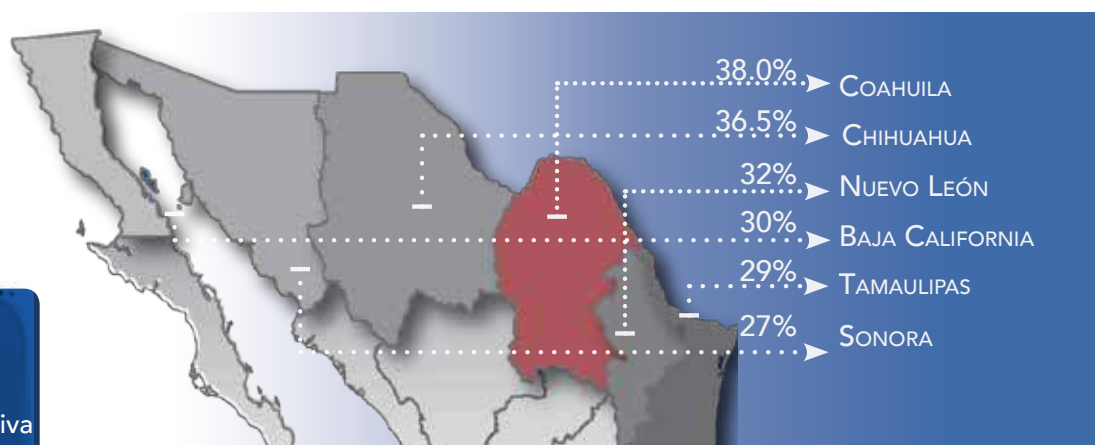 38.0% Coahuila
36.5% Chihuahua
32% Nuevo León
30% Baja California
29% Tamaulipas
27% Sonora
iva